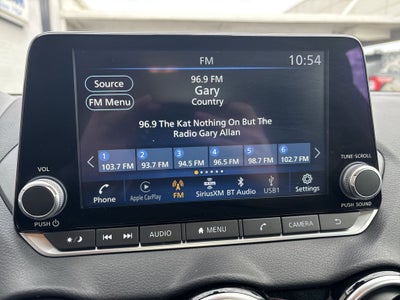 FM
10:54
Source
96.9 FM
Gary
FM Menu
Country
96.9 The Kat Nothing On But The
Radio Gary Allan
1 2 3 4 5 6
103.7 FM 93.7 FM 94.5 FM 96.5 FM 98.7 FM 102.7 FM
Phone Apple CarPlay FM SiriusXM BT Audio USB1 Settings
VOL
PUSH
TUNE·SCROLL
PUSH SOUND
AUDIO
MENU
CAMERA